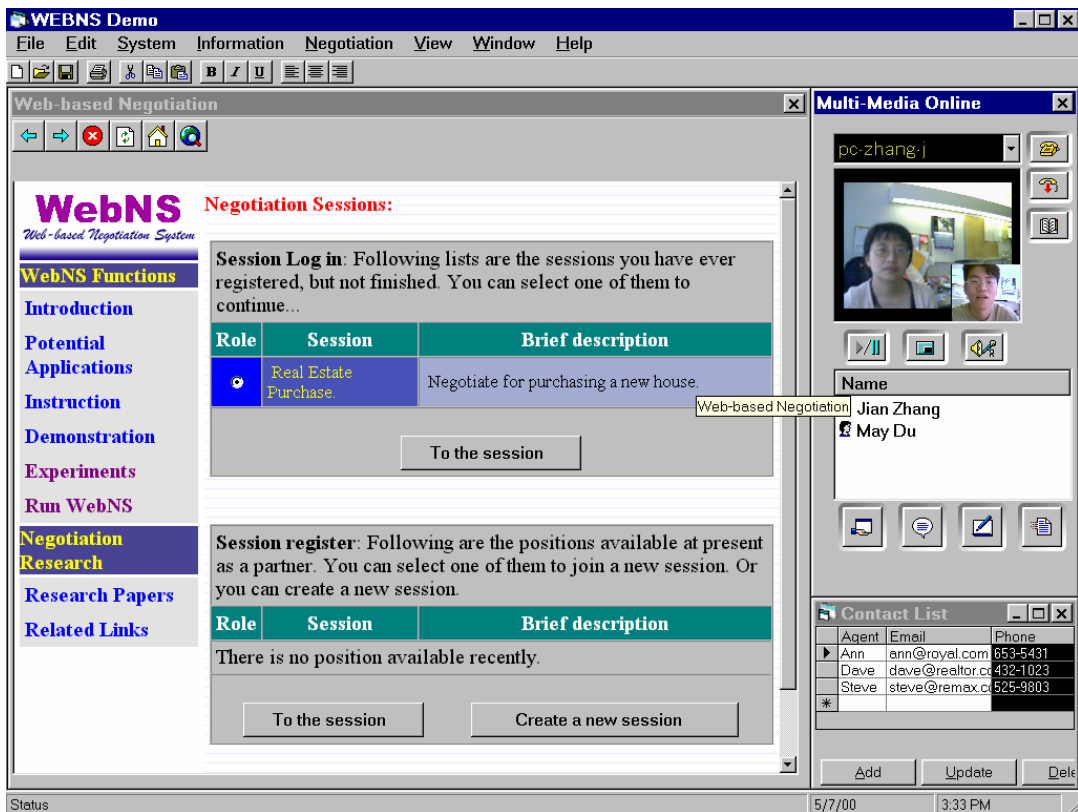 WEBNS Demo
File Edit System Information Negotiation View Window Help
B I U
Web-based Negotiation
WebNS
Web-based Negotiation System
WebNS Functions
Introduction
Potential
Applications
Instruction
Demonstration
Experiments
Run WebNS
Negotiation
Research
Research Papers
Related Links
Negotiation Sessions:
Session Log in: Following lists are the sessions you have ever
registered, but not finished. You can select one of them to
continue...
Role Session Brief description
Real Estate
Purchase.
Negotiate for purchasing a new house.
Web-based Negotiation
To the session
Session register: Following are the positions available at present
as a partner. You can select one of them to join a new session. Or
you can create a new session.
Role Session Brief description
There is no position available recently.
To the session Create a new session
Multi-Media Online
pc-zhang-j
Name
Jian Zhang
May Du
Contact List
Agent Email Phone
Ann ann@royal.com 653-5431
Dave dave@realtor.co 432-1023
Steve steve@remax.co 525-9803
Add Update Dele
Status 5/7/00 3:33 PM